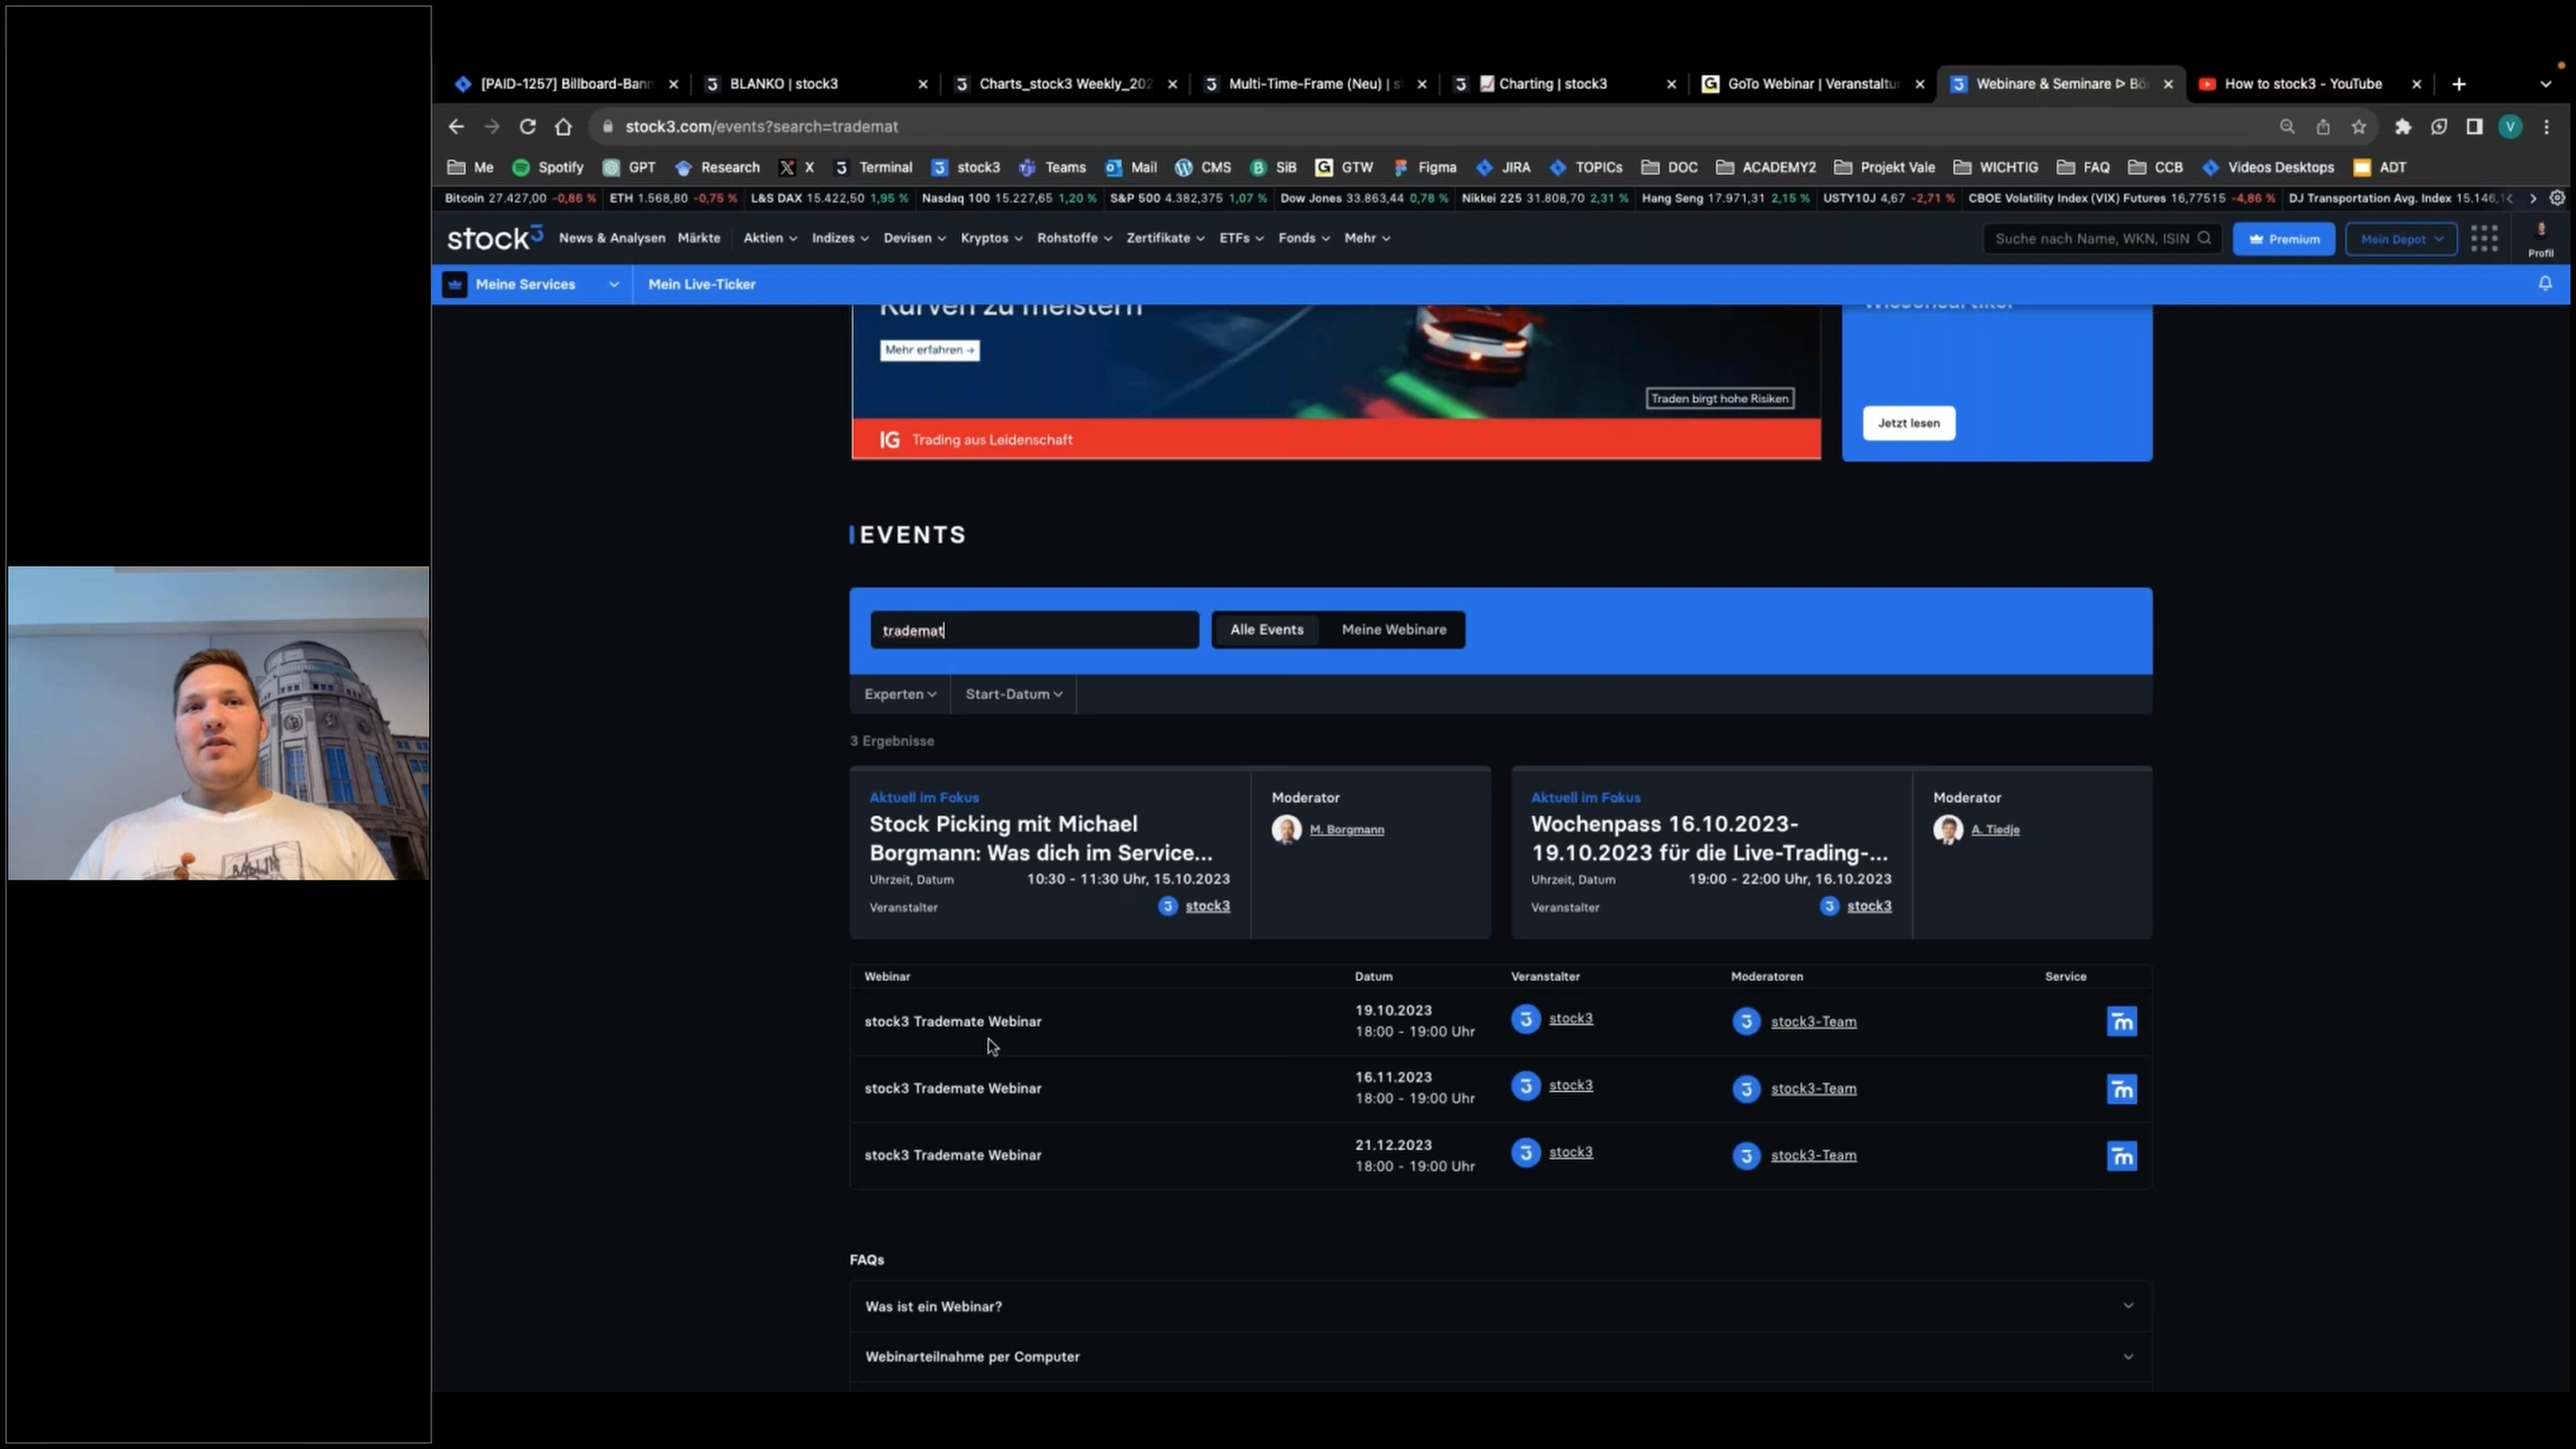 [PAID-1257] Billboard-Bann
BLANKO | stock3
Charts_stock3 Weekly_202
Multi-Time-Frame (Neu) | s
Charting | stock3
GoTo Webinar | Veranstaltu
Webinare & Seminare ᐅ Bö
How to stock3 - YouTube
stock3.com/events?search=trademat
V
Me
Spotify
GPT
Research
X
Terminal
stock3
Teams
Mail
CMS
SiB
GTW
Figma
JIRA
TOPICs
DOC
ACADEMY2
Projekt Vale
WICHTIG
FAQ
CCB
Videos Desktops
ADT
Bitcoin 27.427,00 -0,86 % ETH 1.568,80 -0,75 % L&S DAX 15.422,50 1,95 % Nasdaq 100 15.227,65 1,20 % S&P 500 4.382,375 1,07 % Dow Jones 33.863,44 0,78 % Nikkei 225 31.808,70 2,31 % Hang Seng 17.971,31 2,15 % USTY10J 4,67 -2,71 % CBOE Volatility Index (VIX) Futures 16,77515 -4,86 % DJ Transportation Avg. Index 15.146,1
stock3
News & Analysen
Märkte
Aktien
Indizes
Devisen
Kryptos
Rohstoffe
Zertifikate
ETFs
Fonds
Mehr
Suche nach Name, WKN, ISIN
Premium
Mein Depot
Profil
Meine Services
Mein Live-Ticker
Kurven zu meistern
Mehr erfahren →
Traden birgt hohe Risiken
IG Trading aus Leidenschaft
Jetzt lesen
EVENTS
trademat
Alle Events
Meine Webinare
Experten
Start-Datum
3 Ergebnisse
Aktuell im Fokus
Stock Picking mit Michael
Borgmann: Was dich im Service...
Uhrzeit, Datum 10:30 - 11:30 Uhr, 15.10.2023
Veranstalter stock3
Moderator
M. Borgmann
Aktuell im Fokus
Wochenpass 16.10.2023-
19.10.2023 für die Live-Trading-...
Uhrzeit, Datum 19:00 - 22:00 Uhr, 16.10.2023
Veranstalter stock3
Moderator
A. Tiedje
Webinar Datum Veranstalter Moderatoren Service
stock3 Trademate Webinar
19.10.2023
18:00 - 19:00 Uhr
stock3
stock3-Team
stock3 Trademate Webinar
16.11.2023
18:00 - 19:00 Uhr
stock3
stock3-Team
stock3 Trademate Webinar
21.12.2023
18:00 - 19:00 Uhr
stock3
stock3-Team
FAQs
Was ist ein Webinar?
Webinarteilnahme per Computer